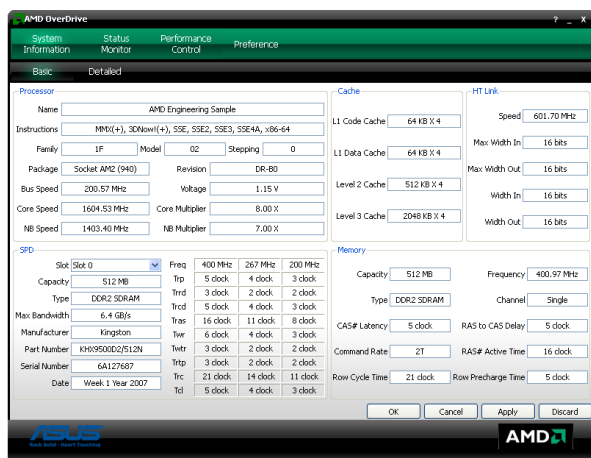 AMD OverDrive ? _ X
System Information Status Monitor Performance Control Preference
Basic Detailed
Processor
Name AMD Engineering Sample
Instructions MMX(+), 3DNow!(+), SSE, SSE2, SSE3, SSE4A, x86-64
Family 1F Model 02 Stepping 0
Package Socket AM2 (940) Revision DR-B0
Bus Speed 200.57 MHz Voltage 1.15 V
Core Speed 1604.53 MHz Core Multiplier 8.00 X
NB Speed 1403.40 MHz NB Multiplier 7.00 X
Cache
L1 Code Cache 64 KB X 4
L1 Data Cache 64 KB X 4
Level 2 Cache 512 KB X 4
Level 3 Cache 2048 KB X 4
HT Link
Speed 601.70 MHz
Max Width In 16 bits
Max Width Out 16 bits
Width In 16 bits
Width Out 16 bits
SPD
Slot Slot 0
Capacity 512 MB
Type DDR2 SDRAM
Max Bandwidth 6.4 GB/s
Manufacturer Kingston
Part Number KHX9500D2/512N
Serial Number 6A127687
Date Week 1 Year 2007
Freq 400 MHz 267 MHz 200 MHz
Trp 5 clock 4 clock 3 clock
Trrd 3 clock 2 clock 2 clock
Trcd 5 clock 4 clock 3 clock
Tras 16 clock 11 clock 8 clock
Twr 6 clock 4 clock 3 clock
Twtr 3 clock 2 clock 2 clock
Trtp 3 clock 2 clock 2 clock
Trc 21 clock 14 clock 11 clock
Tcl 5 clock 4 clock 3 clock
Memory
Capacity 512 MB Frequency 400.97 MHz
Type DDR2 SDRAM Channel Single
CAS# Latency 5 clock RAS to CAS Delay 5 clock
Command Rate 2T RAS# Active Time 16 clock
Row Cycle Time 21 clock Row Precharge Time 5 clock
OK Cancel Apply Discard
ASUS
Rock Solid · Heart Touching
AMD